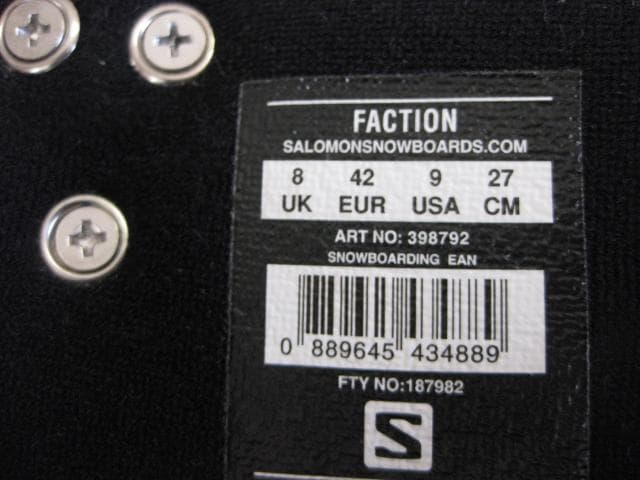 FACTION
SALOMONSNOWBOARDS.COM
8 42 9 27
UK EUR USA CM
ART NO: 398792
SNOWBOARDING EAN
0 889645 434889
FTY NO:187982
S